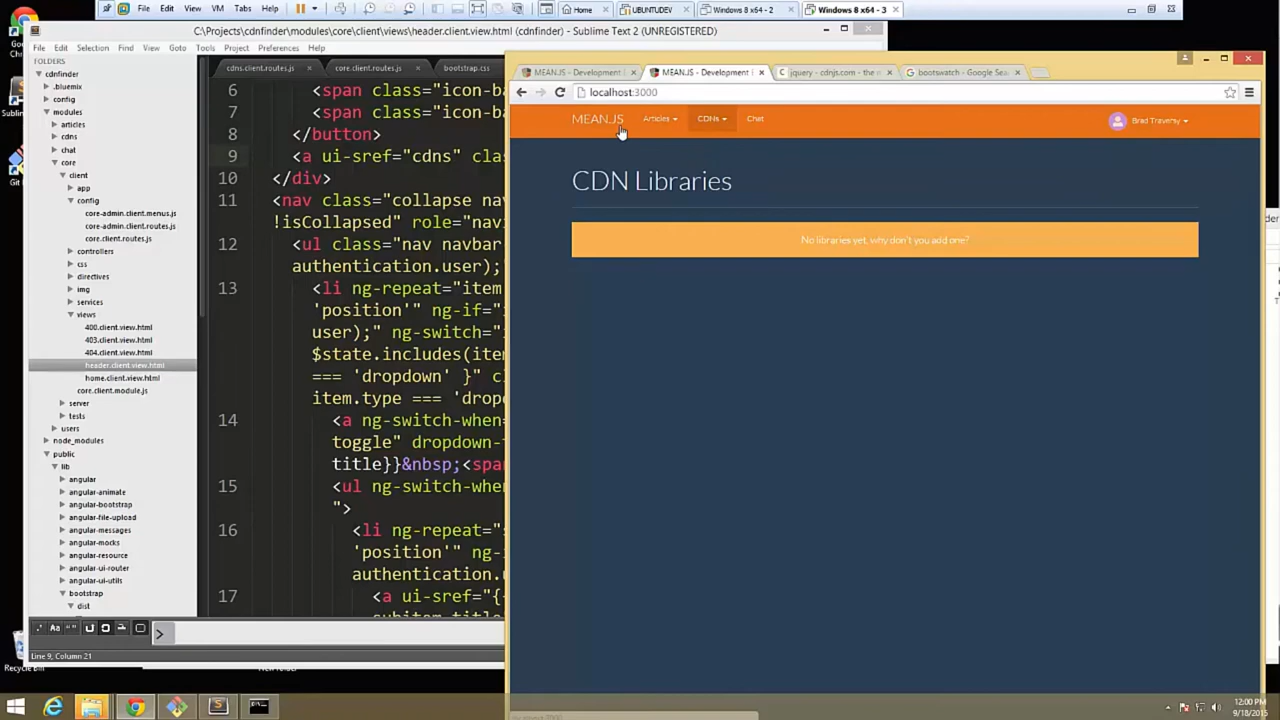 File Edit View VM Tabs Help
Home
UBUNTUDEV
Windows 8 x64 - 2
Windows 8 x64 - 3
C:\Projects\cdnfinder\modules\core\client\views\header.client.view.html (cdnfinder) - Sublime Text 2 (UNREGISTERED)
File Edit Selection Find View Goto Tools Project Preferences Help
FOLDERS
cdnfinder
.bluemix
config
modules
articles
cdns
chat
core
client
app
config
core-admin.client.menus.js
core-admin.client.routes.js
core.client.routes.js
controllers
css
directives
img
services
views
400.client.view.html
403.client.view.html
404.client.view.html
header.client.view.html
home.client.view.html
core.client.module.js
server
tests
users
node_modules
public
lib
angular
angular-animate
angular-bootstrap
angular-file-upload
angular-messages
angular-mocks
angular-resource
angular-ui-router
angular-ui-utils
bootstrap
dist
cdns.client.routes.js
core.client.routes.js
bootstrap.css
6 <span class="icon-ba
7 <span class="icon-ba
8 </button>
9 <a ui-sref="cdns" clas
10 </div>
11 <nav class="collapse nav
!isCollapsed" role="navi
12 <ul class="nav navbar
authentication.user);
13 <li ng-repeat="item
'position'" ng-if="
user);" ng-switch="
$state.includes(ite
=== 'dropdown' }" c
item.type === 'drop
14 <a ng-switch-when
toggle" dropdown-t
title}}&nbsp;<spa
15 <ul ng-switch-whe
">
16 <li ng-repeat="s
'position'" ng-
authentication.u
17 <a ui-sref="{
Line 9, Column 21
MEAN.JS - Development
MEAN.JS - Development
jquery - cdnjs.com - the m
bootswatch - Google Sea
localhost:3000
MEAN.JS
Articles
CDNs
Chat
Brad Traversy
CDN Libraries
No libraries yet, why don't you add one?
Recycle Bin
New folder
12:00 PM
9/18/2015